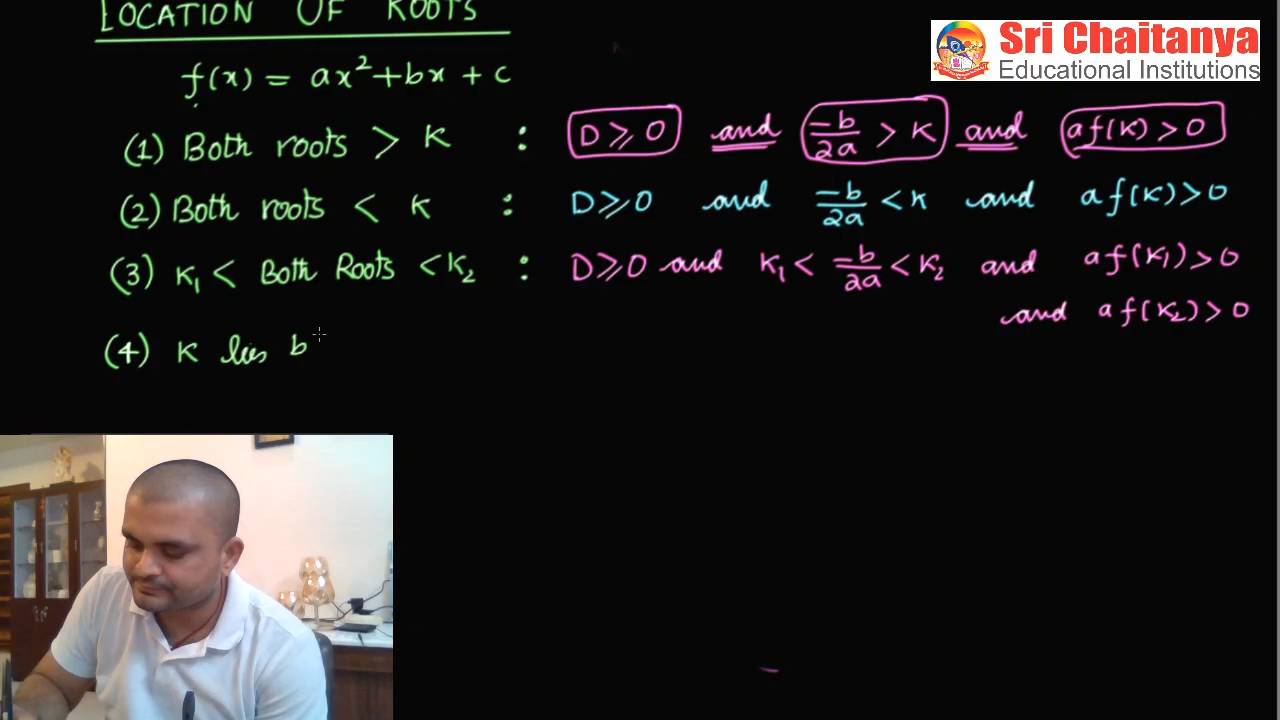 LOCATION OF ROOTS
Sri Chaitanya
Educational Institutions
f(x) = ax² + bx + c
(1) Both roots > K : D ⩾ 0 and -b/2a > K and af(K) > 0
(2) Both roots < K : D ⩾ 0 and -b/2a < K and af(K) > 0
(3) K₁ < Both Roots < K₂ : D ⩾ 0 and K₁ < -b/2a < K₂ and af(K₁) > 0
and af(K₂) > 0
(4) K lies b